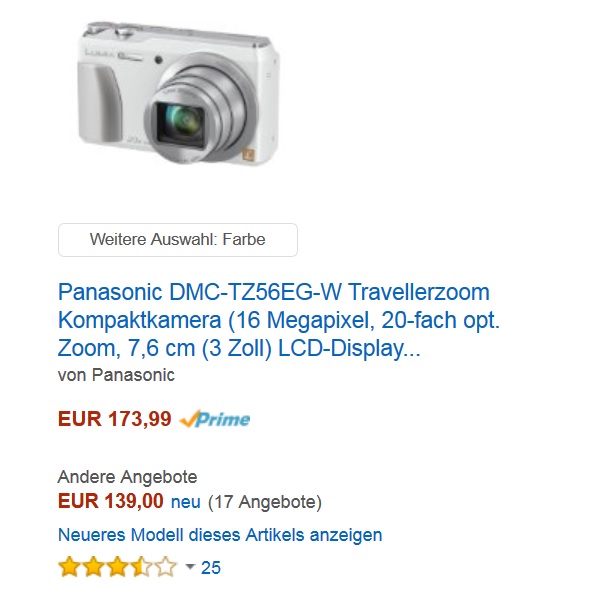 LUMIX
Weitere Auswahl: Farbe
Panasonic DMC-TZ56EG-W Travellerzoom
Kompaktkamera (16 Megapixel, 20-fach opt.
Zoom, 7,6 cm (3 Zoll) LCD-Display...
von Panasonic
EUR 173,99 Prime
Andere Angebote
EUR 139,00 neu (17 Angebote)
Neueres Modell dieses Artikels anzeigen
25